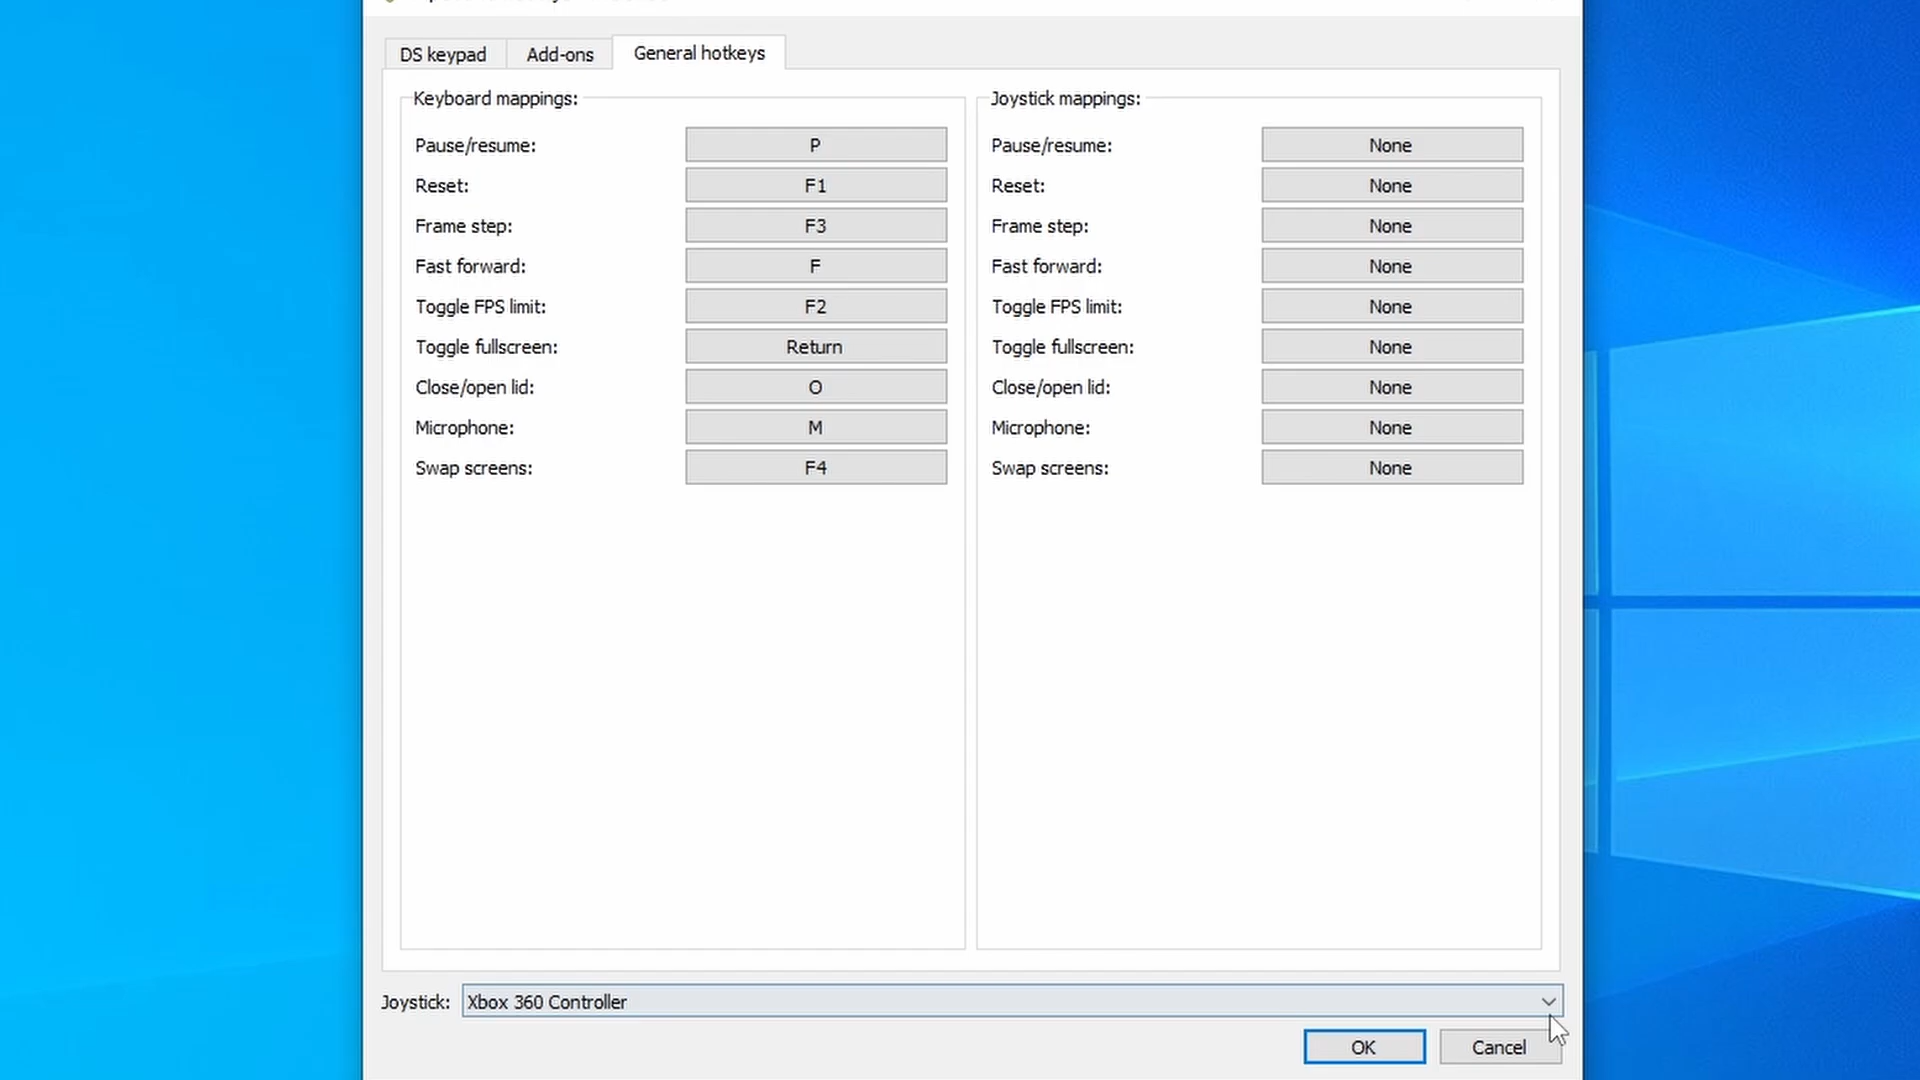 DS keypad
Add-ons
General hotkeys
Keyboard mappings:
Pause/resume: P
Reset: F1
Frame step: F3
Fast forward: F
Toggle FPS limit: F2
Toggle fullscreen: Return
Close/open lid: O
Microphone: M
Swap screens: F4
Joystick mappings:
Pause/resume: None
Reset: None
Frame step: None
Fast forward: None
Toggle FPS limit: None
Toggle fullscreen: None
Close/open lid: None
Microphone: None
Swap screens: None
Joystick: Xbox 360 Controller
OK
Cancel